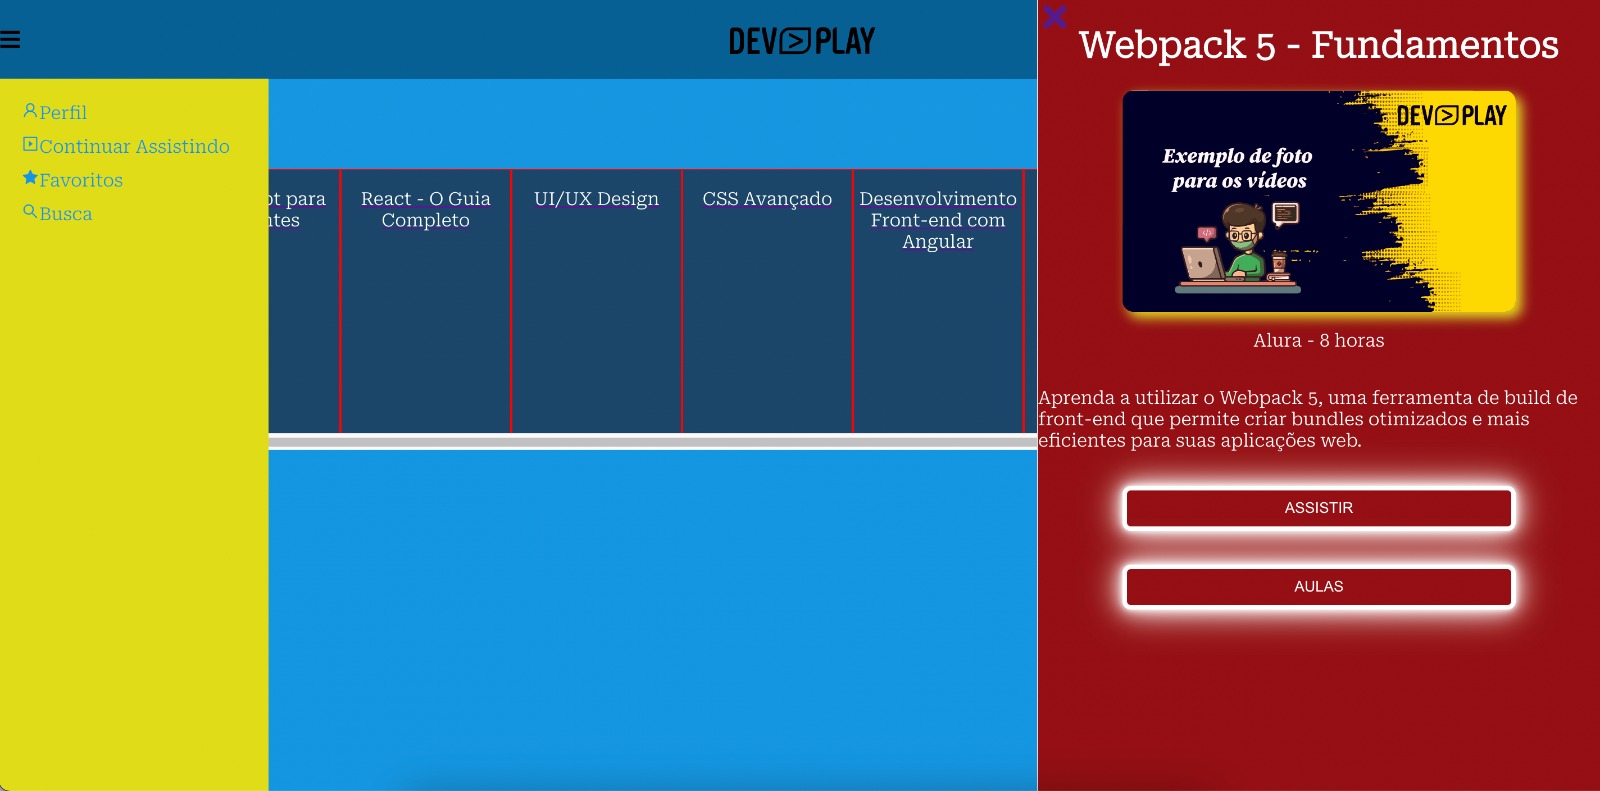 DEV PLAY
Perfil
Continuar Assistindo
Favoritos
Busca
para
React - O Guia
Completo
UI/UX Design
CSS Avançado
Desenvolvimento
Front-end com
Angular
Webpack 5 - Fundamentos
DEV PLAY
Exemplo de foto
para os vídeos
Alura - 8 horas
Aprenda a utilizar o Webpack 5, uma ferramenta de build de
front-end que permite criar bundles otimizados e mais
eficientes para suas aplicações web.
ASSISTIR
AULAS